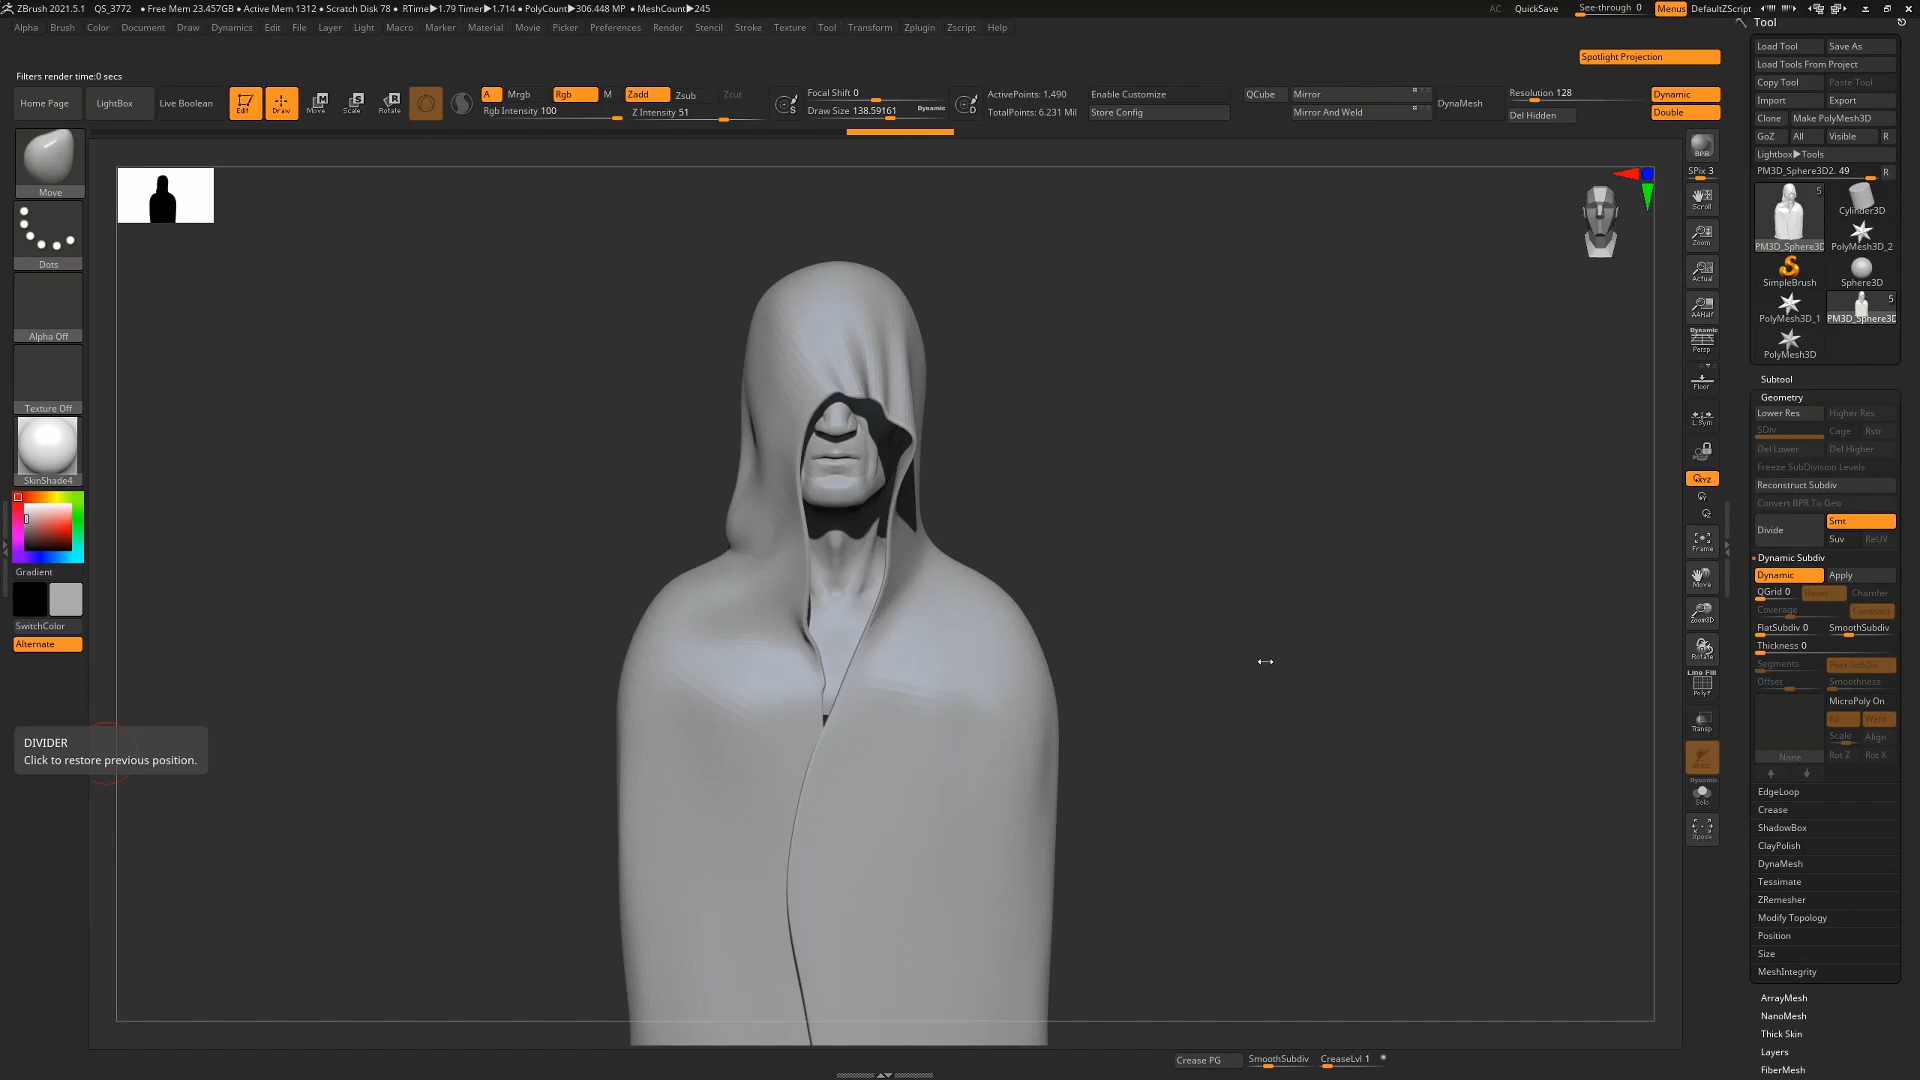 ZBrush 2021.5.1 QS_3772 • Free Mem 23.457GB • Active Mem 1312 • Scratch Disk 78 • RTime▶1.79 Timer▶1.714 • PolyCount▶306.448 MP • MeshCount▶245
AC QuickSave See-through 0 Menus DefaultZScript
Alpha Brush Color Document Draw Dynamics Edit File Layer Light Macro Marker Material Movie Picker Preferences Render Stencil Stroke Texture Tool Transform Zplugin Zscript Help
Spotlight Projection
Filters render time:0 secs
Home Page LightBox Live Boolean
Edit Draw Move Scale Rotate
A Mrgb Rgb M Zadd Zsub Zcut
Rgb Intensity 100 Z Intensity 51
S
Focal Shift 0
Draw Size 138.59161 Dynamic
D
ActivePoints: 1,490
TotalPoints: 6.231 Mil
Enable Customize
Store Config
QCube
Mirror
Mirror And Weld
DynaMesh
Resolution 128
Del Hidden
Dynamic
Double
Move
Dots
Alpha Off
Texture Off
SkinShade4
Gradient
SwitchColor
Alternate
DIVIDER
Click to restore previous position.
BPR
SPix 3
Scroll
Zoom
Actual
AAHalf
Dynamic
Persp
Floor
L.Sym
XYZ
Frame
Move
Zoom3D
Rotate
Line Fill
PolyF
Transp
Dynamic
Solo
Xpose
Tool
Load Tool Save As
Load Tools From Project
Copy Tool Paste Tool
Import Export
Clone Make PolyMesh3D
GoZ All Visible R
Lightbox▶Tools
PM3D_Sphere3D2. 49 R
5
Cylinder3D
PM3D_Sphere3D PolyMesh3D_2
SimpleBrush Sphere3D
5
PolyMesh3D_1 PM3D_Sphere3D
PolyMesh3D
Subtool
Geometry
Lower Res Higher Res
SDiv Cage Rstr
Del Lower Del Higher
Freeze SubDivision Levels
Reconstruct Subdiv
Convert BPR To Geo
Divide Smt
Suv ReUV
Dynamic Subdiv
Dynamic Apply
QGrid 0 Bevel Chamfer
Coverage Constant
FlatSubdiv 0 SmoothSubdiv
Thickness 0
Segments Post SubDiv
Offset Smoothness
MicroPoly On
Fit Weld
Scale Align
None Rot Z Rot X
EdgeLoop
Crease
ShadowBox
ClayPolish
DynaMesh
Tessimate
ZRemesher
Modify Topology
Position
Size
MeshIntegrity
ArrayMesh
NanoMesh
Thick Skin
Layers
FiberMesh
Crease PG SmoothSubdiv CreaseLvl 1